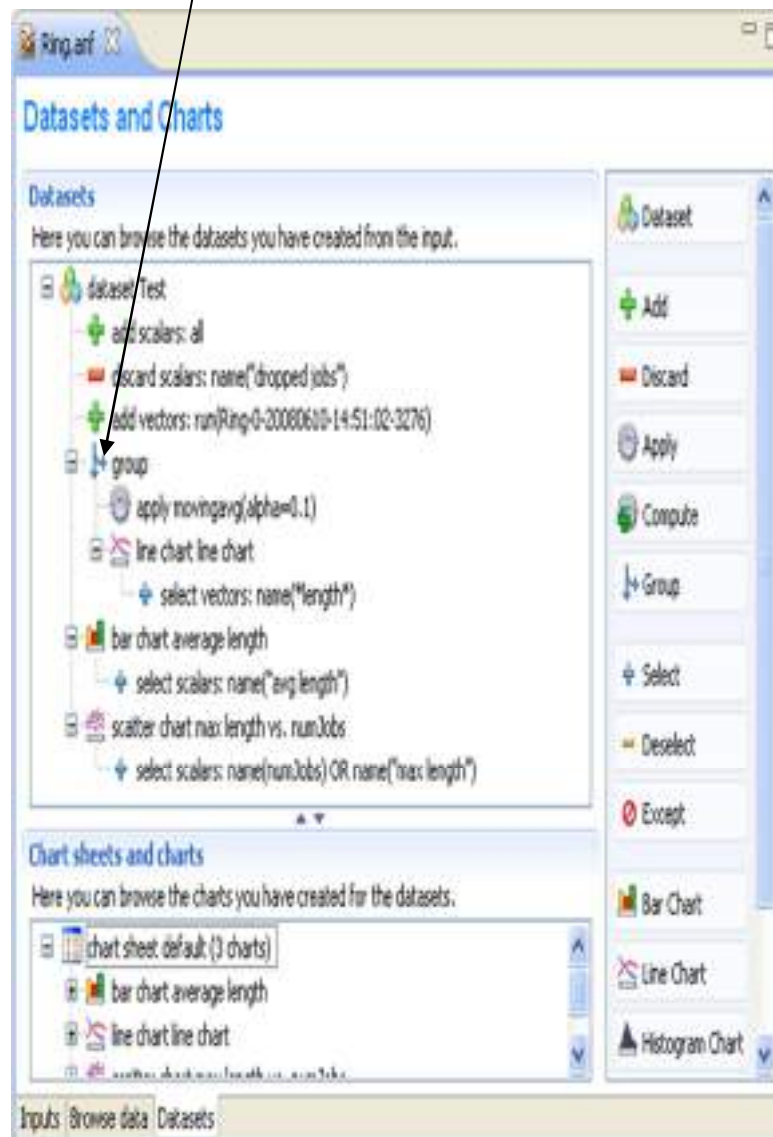 Ring.anf
Datasets and Charts
Datasets
Here you can browse the datasets you have created from the input.
dataset Test
add scalars: all
discard scalars: name("dropped jobs")
add vectors: run(Ring-0-20080610-14:51:02-3276)
group
apply movingavg(alpha=0.1)
line chart line chart
select vectors: name(*length*)
bar chart average length
select scalars: name("avg length")
scatter chart max length vs. numJobs
select scalars: name(numJobs) OR name("max length")
Chart sheets and charts
Here you can browse the charts you have created for the datasets.
chart sheet default (3 charts)
bar chart average length
line chart line chart
scatter chart max length vs. numJobs
Dataset
Add
Discard
Apply
Compute
Group
Select
Deselect
Except
Bar Chart
Line Chart
Histogram Chart
Inputs Browse data Datasets